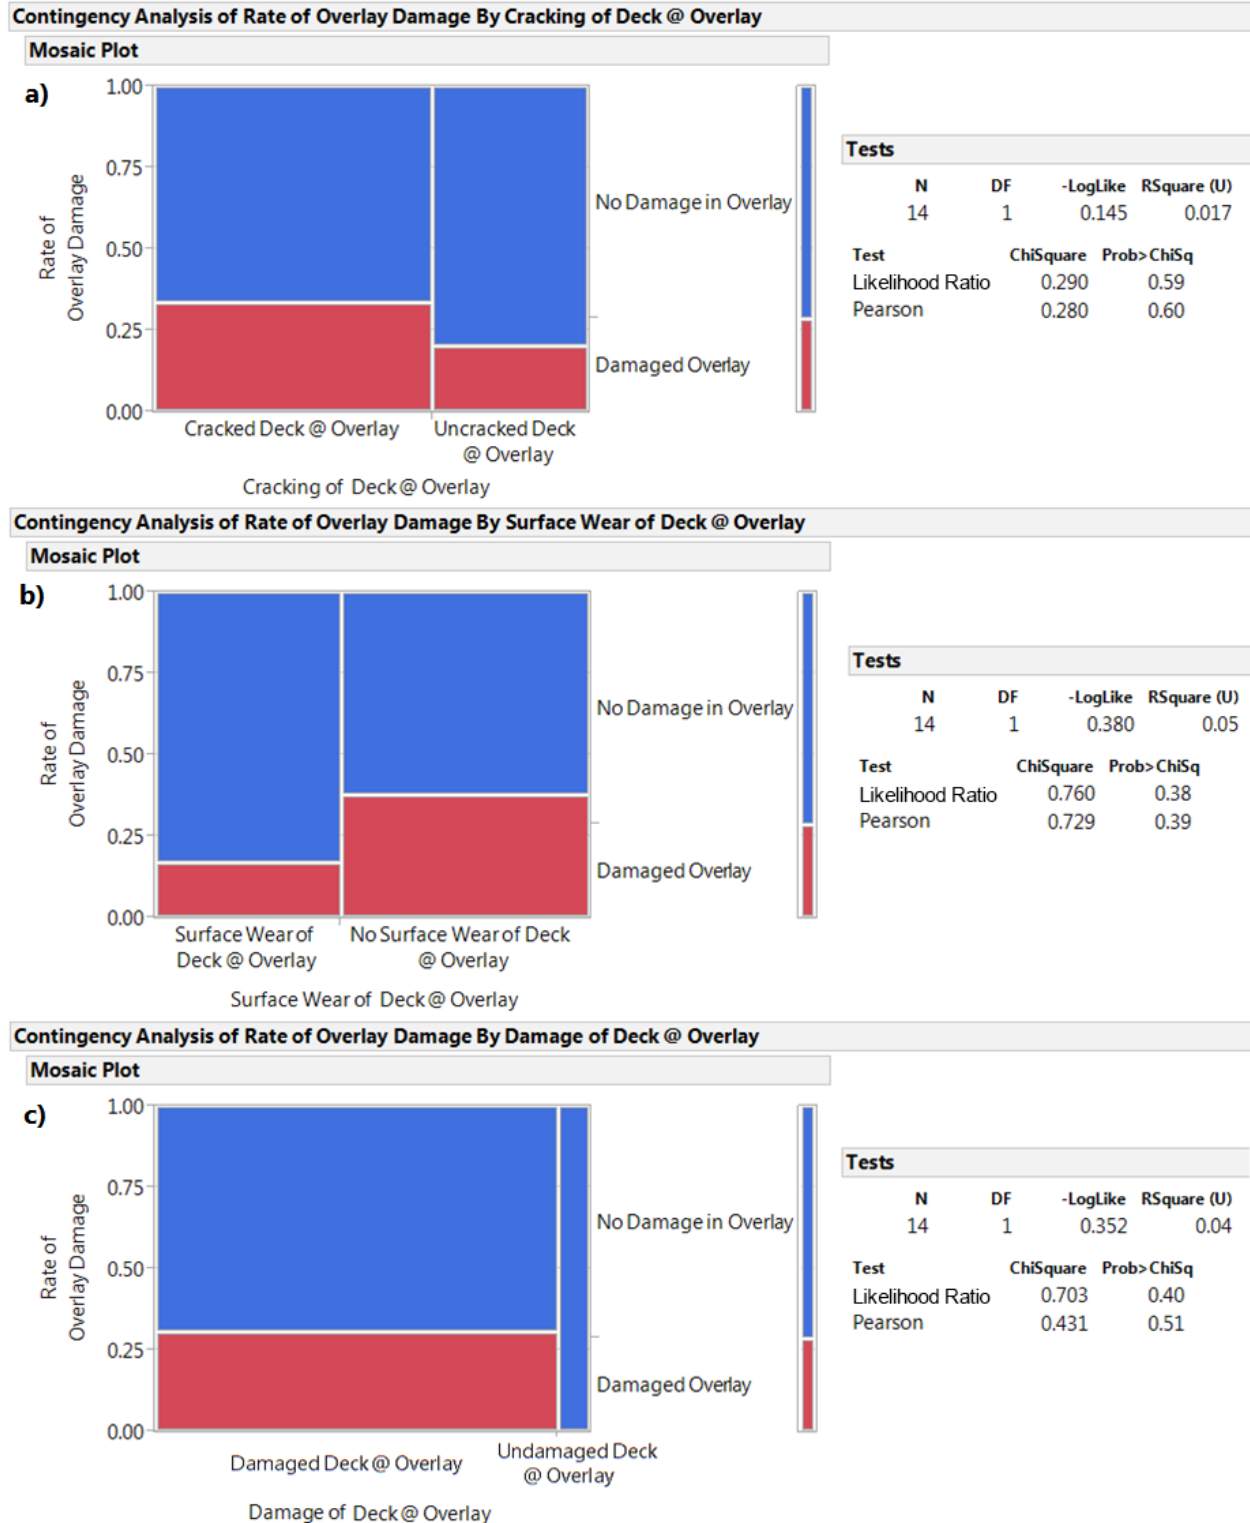 Contingency Analysis of Rate of Overlay Damage By Cracking of Deck @ Overlay
Mosaic Plot
a)
1.00
0.75
0.50
0.25
0.00
Rate of
Overlay Damage
No Damage in Overlay
Damaged Overlay
Cracked Deck @ Overlay
Uncracked Deck
@ Overlay
Cracking of Deck @ Overlay
Tests
N DF -LogLike RSquare (U)
14 1 0.145 0.017
Test ChiSquare Prob>ChiSq
Likelihood Ratio 0.290 0.59
Pearson 0.280 0.60
Contingency Analysis of Rate of Overlay Damage By Surface Wear of Deck @ Overlay
Mosaic Plot
b)
1.00
0.75
0.50
0.25
0.00
Rate of
Overlay Damage
No Damage in Overlay
Damaged Overlay
Surface Wear of
Deck @ Overlay
No Surface Wear of Deck
@ Overlay
Surface Wear of Deck @ Overlay
Tests
N DF -LogLike RSquare (U)
14 1 0.380 0.05
Test ChiSquare Prob>ChiSq
Likelihood Ratio 0.760 0.38
Pearson 0.729 0.39
Contingency Analysis of Rate of Overlay Damage By Damage of Deck @ Overlay
Mosaic Plot
c)
1.00
0.75
0.50
0.25
0.00
Rate of
Overlay Damage
No Damage in Overlay
Damaged Overlay
Damaged Deck @ Overlay
Undamaged Deck
@ Overlay
Damage of Deck @ Overlay
Tests
N DF -LogLike RSquare (U)
14 1 0.352 0.04
Test ChiSquare Prob>ChiSq
Likelihood Ratio 0.703 0.40
Pearson 0.431 0.51